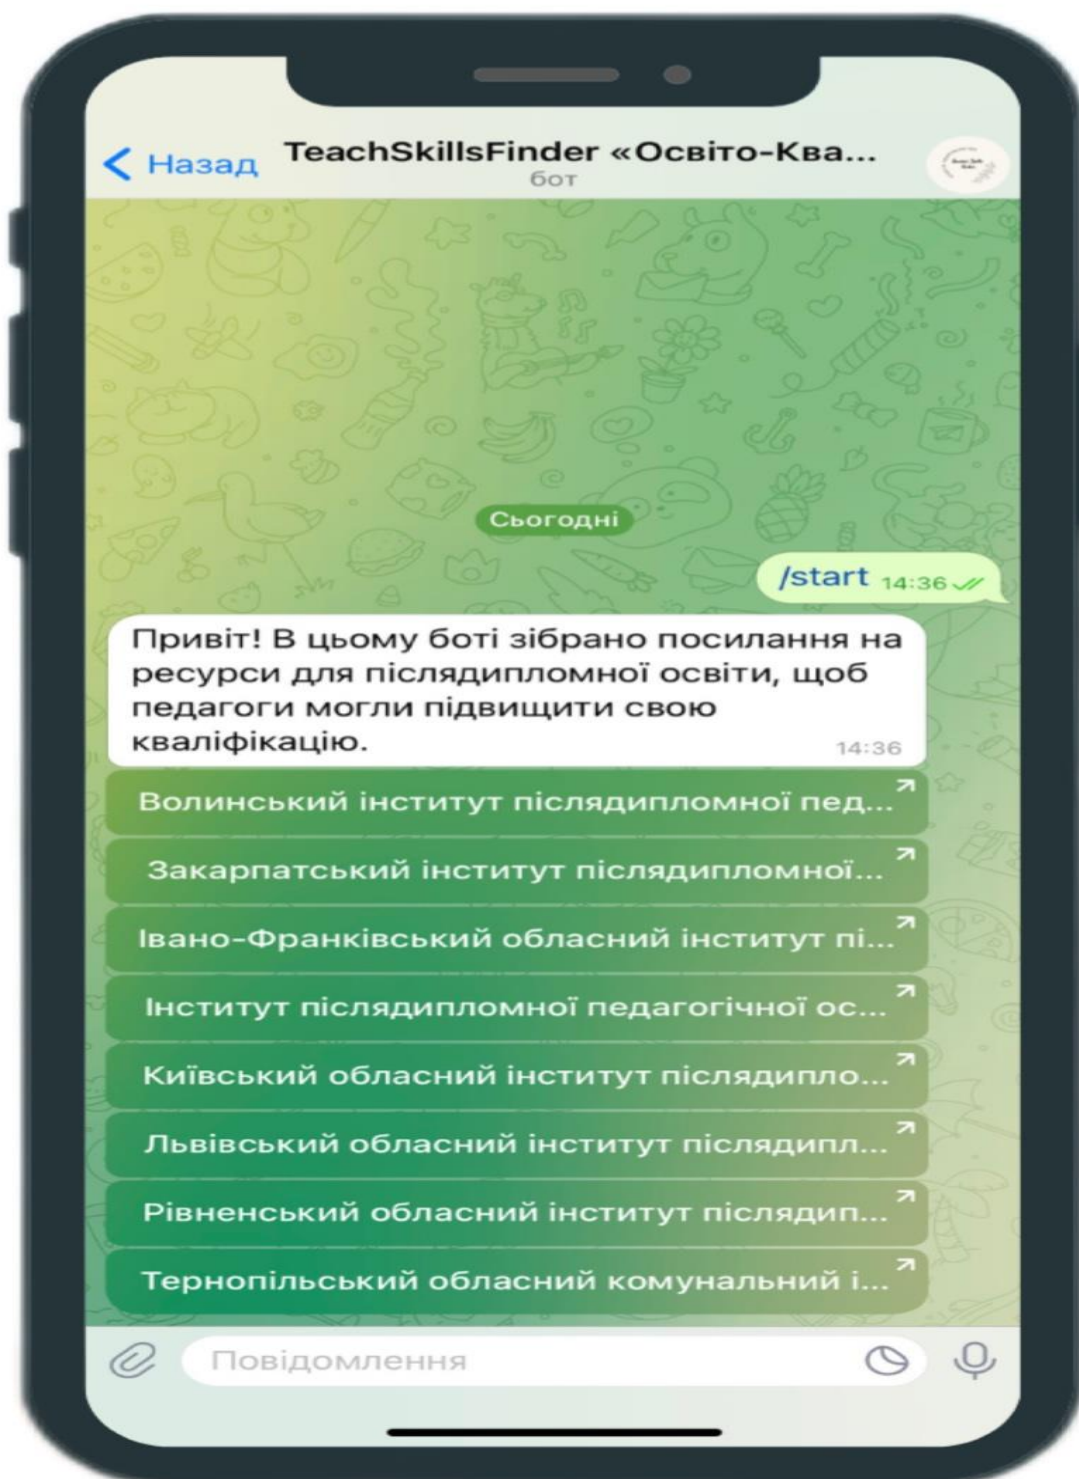 Назад
TeachSkillsFinder «Освіто-Ква...
бот
Сьогодні
/start 14:36
Привіт! В цьому боті зібрано посилання на
ресурси для післядипломної освіти, щоб
педагоги могли підвищити свою
кваліфікацію.
14:36
Волинський інститут післядипломної пед...
Закарпатський інститут післядипломної...
Івано-Франківський обласний інститут пі...
Інститут післядипломної педагогічної ос...
Київський обласний інститут післядипло...
Львівський обласний інститут післядипл...
Рівненський обласний інститут післядип...
Тернопільський обласний комунальний і...
Повідомлення